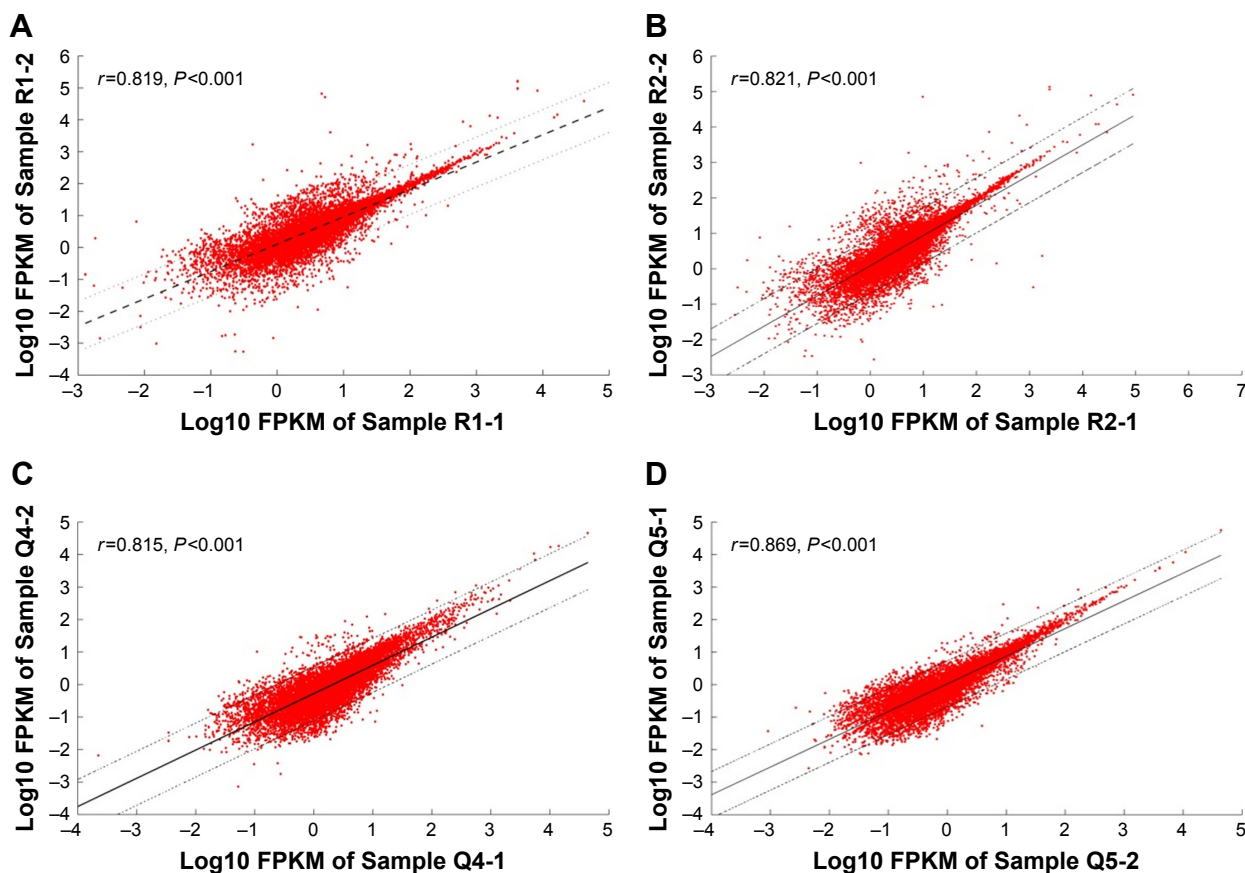 A
Log10 FPKM of Sample R1-2
6
5
4
3
2
1
0
–1
–2
–3
–4
r=0.819, P<0.001
–3 –2 –1 0 1 2 3 4 5
Log10 FPKM of Sample R1-1
B
Log10 FPKM of Sample R2-2
6
5
4
3
2
1
0
–1
–2
–3
r=0.821, P<0.001
–3 –2 –1 0 1 2 3 4 5 6 7
Log10 FPKM of Sample R2-1
C
Log10 FPKM of Sample Q4-2
5
4
3
2
1
0
–1
–2
–3
–4
r=0.815, P<0.001
–4 –3 –2 –1 0 1 2 3 4 5
Log10 FPKM of Sample Q4-1
D
Log10 FPKM of Sample Q5-1
5
4
3
2
1
0
–1
–2
–3
–4
r=0.869, P<0.001
–4 –3 –2 –1 0 1 2 3 4 5
Log10 FPKM of Sample Q5-2